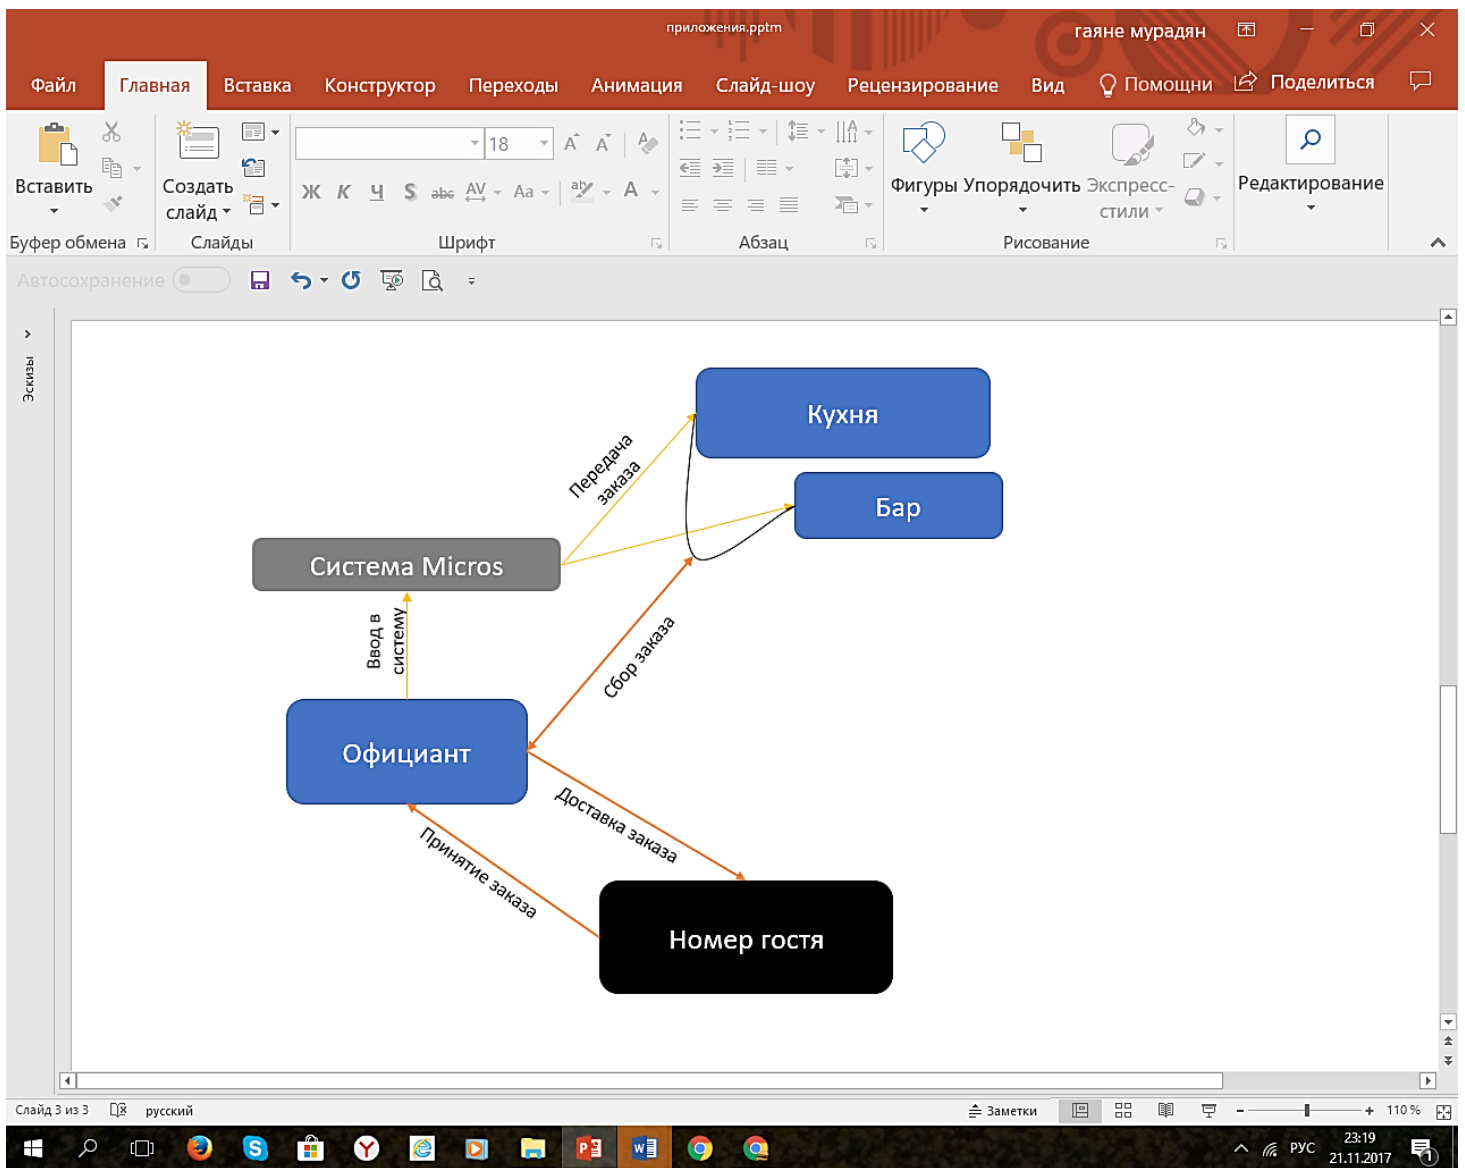 приложения.pptm
гаяне мурадян
Файл Главная Вставка Конструктор Переходы Анимация Слайд-шоу Рецензирование Вид Помощни Поделиться
Вставить
Создать слайд
18
Ж К Ч S abc AV Aa ab A
Фигуры Упорядочить Экспресс-стили
Редактирование
Буфер обмена Слайды Шрифт Абзац Рисование
Автосохранение
Эскизы
Кухня
Передача
заказа
Бар
Система Micros
Ввод в
систему
Сбор заказа
Официант
Доставка заказа
Принятие заказа
Номер гостя
Слайд 3 из 3 русский Заметки 110 %
РУС 23:19
21.11.2017